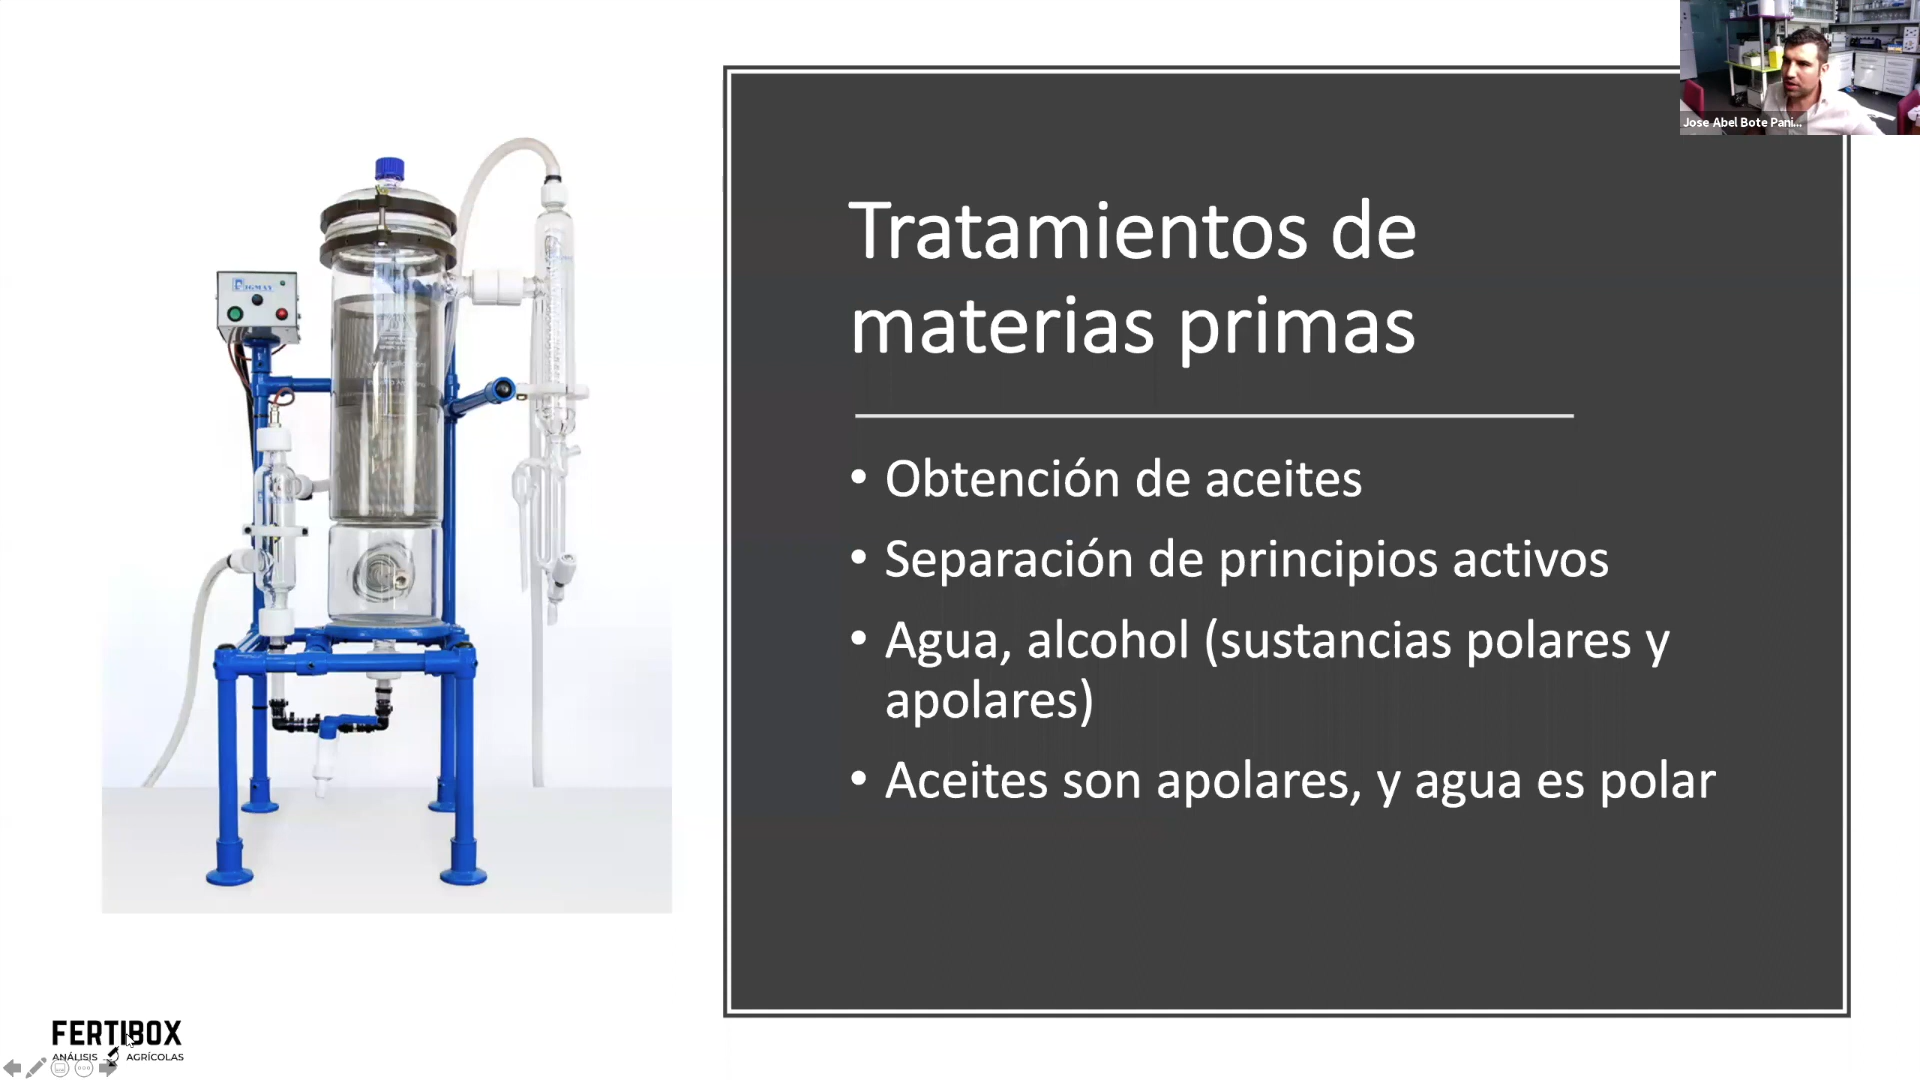 Jose Abel Bote Pani...
Tratamientos de
materias primas
• Obtención de aceites
• Separación de principios activos
• Agua, alcohol (sustancias polares y
apolares)
• Aceites son apolares, y agua es polar
FERTIBOX
ANÁLISIS AGRÍCOLAS